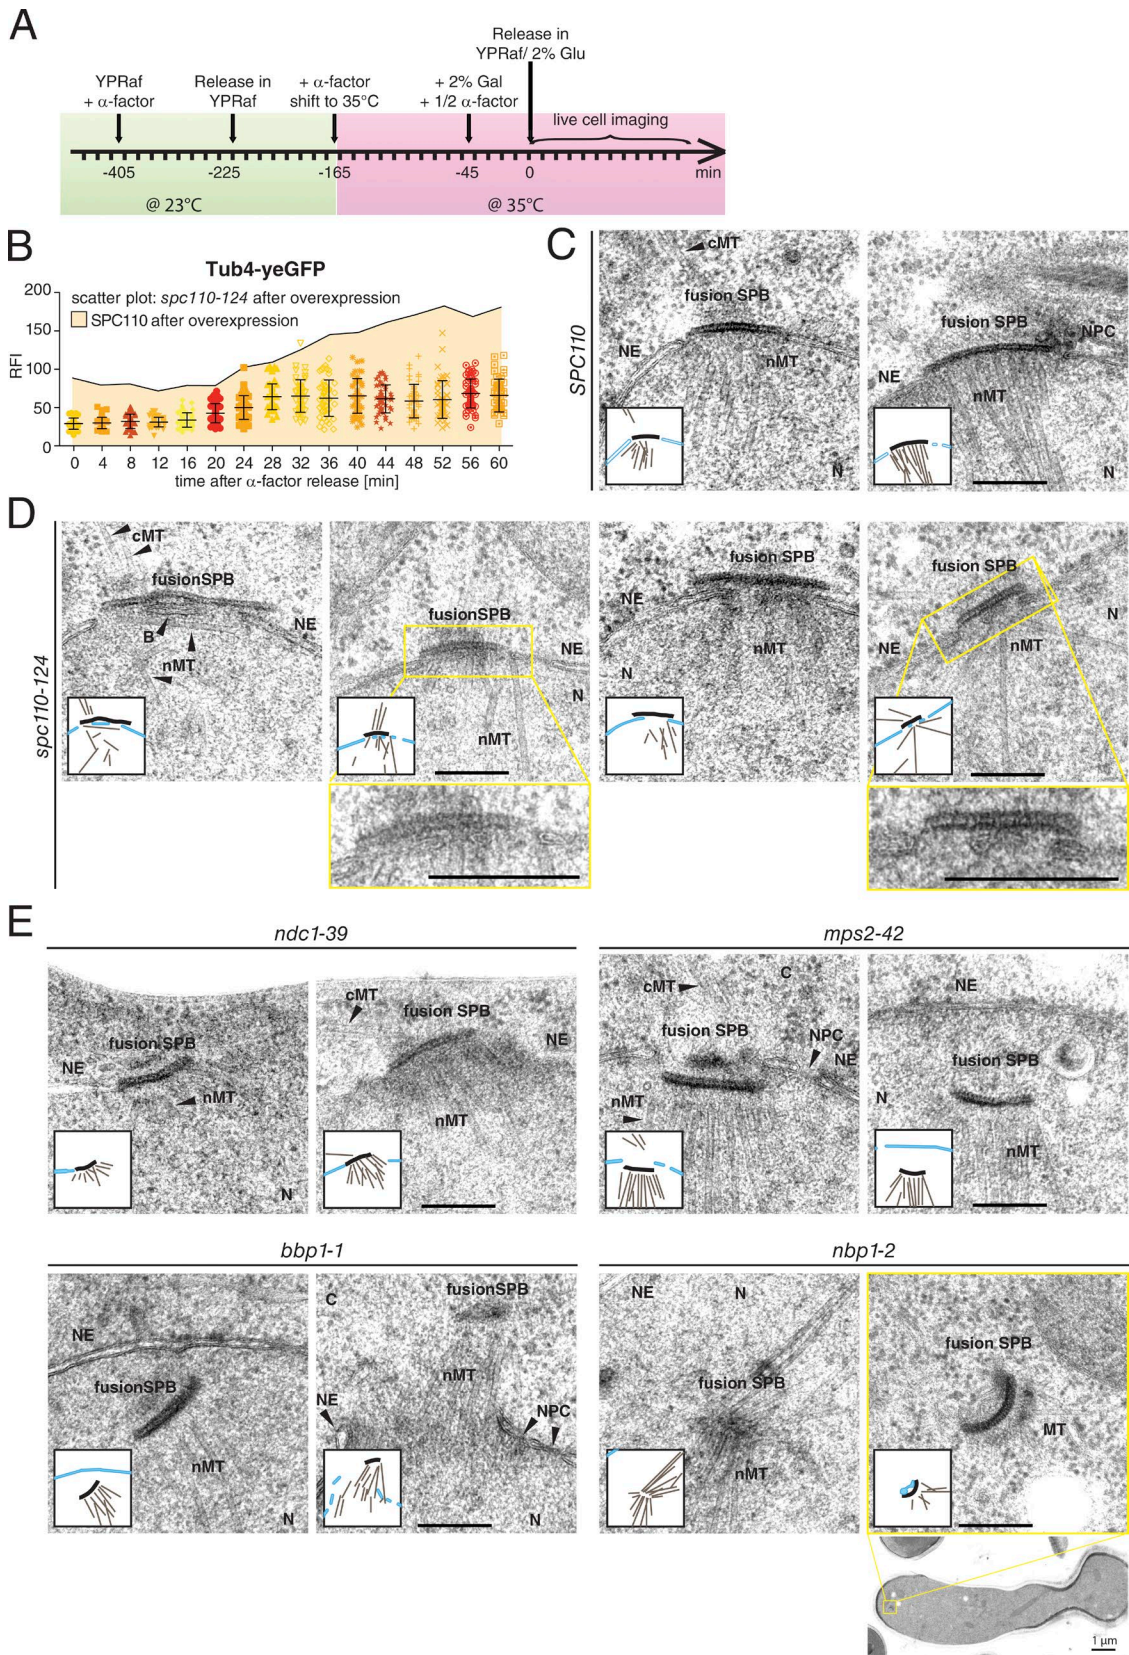 A
Release in
YPRaf/ 2% Glu
YPRaf
+ α-factor
Release in
YPRaf
+ α-factor
shift to 35°C
+ 2% Gal
+ 1/2 α-factor
live cell imaging
-405
-225
-165
-45
0
min
@ 23°C
@ 35°C
B
Tub4-yeGFP
scatter plot: spc110-124 after overexpression
SPC110 after overexpression
RFI
200
150
100
50
0
0 4 8 12 16 20 24 28 32 36 40 44 48 52 56 60
time after α-factor release [min]
C
SPC110
cMT
fusion SPB
NE
nMT
N
fusion SPB
NPC
NE
nMT
N
D
spc110-124
cMT
fusionSPB
NE
B
nMT
fusionSPB
NE
N
nMT
fusion SPB
NE
N
nMT
fusion SPB
N
NE
nMT
E
ndc1-39
fusion SPB
NE
nMT
N
cMT
fusion SPB
NE
nMT
mps2-42
C
cMT
fusion SPB
NPC
NE
nMT
NE
fusion SPB
N
nMT
bbp1-1
NE
fusionSPB
nMT
N
fusionSPB
C
nMT
NE
NPC
N
nbp1-2
NE
N
fusion SPB
nMT
fusion SPB
MT
1 µm